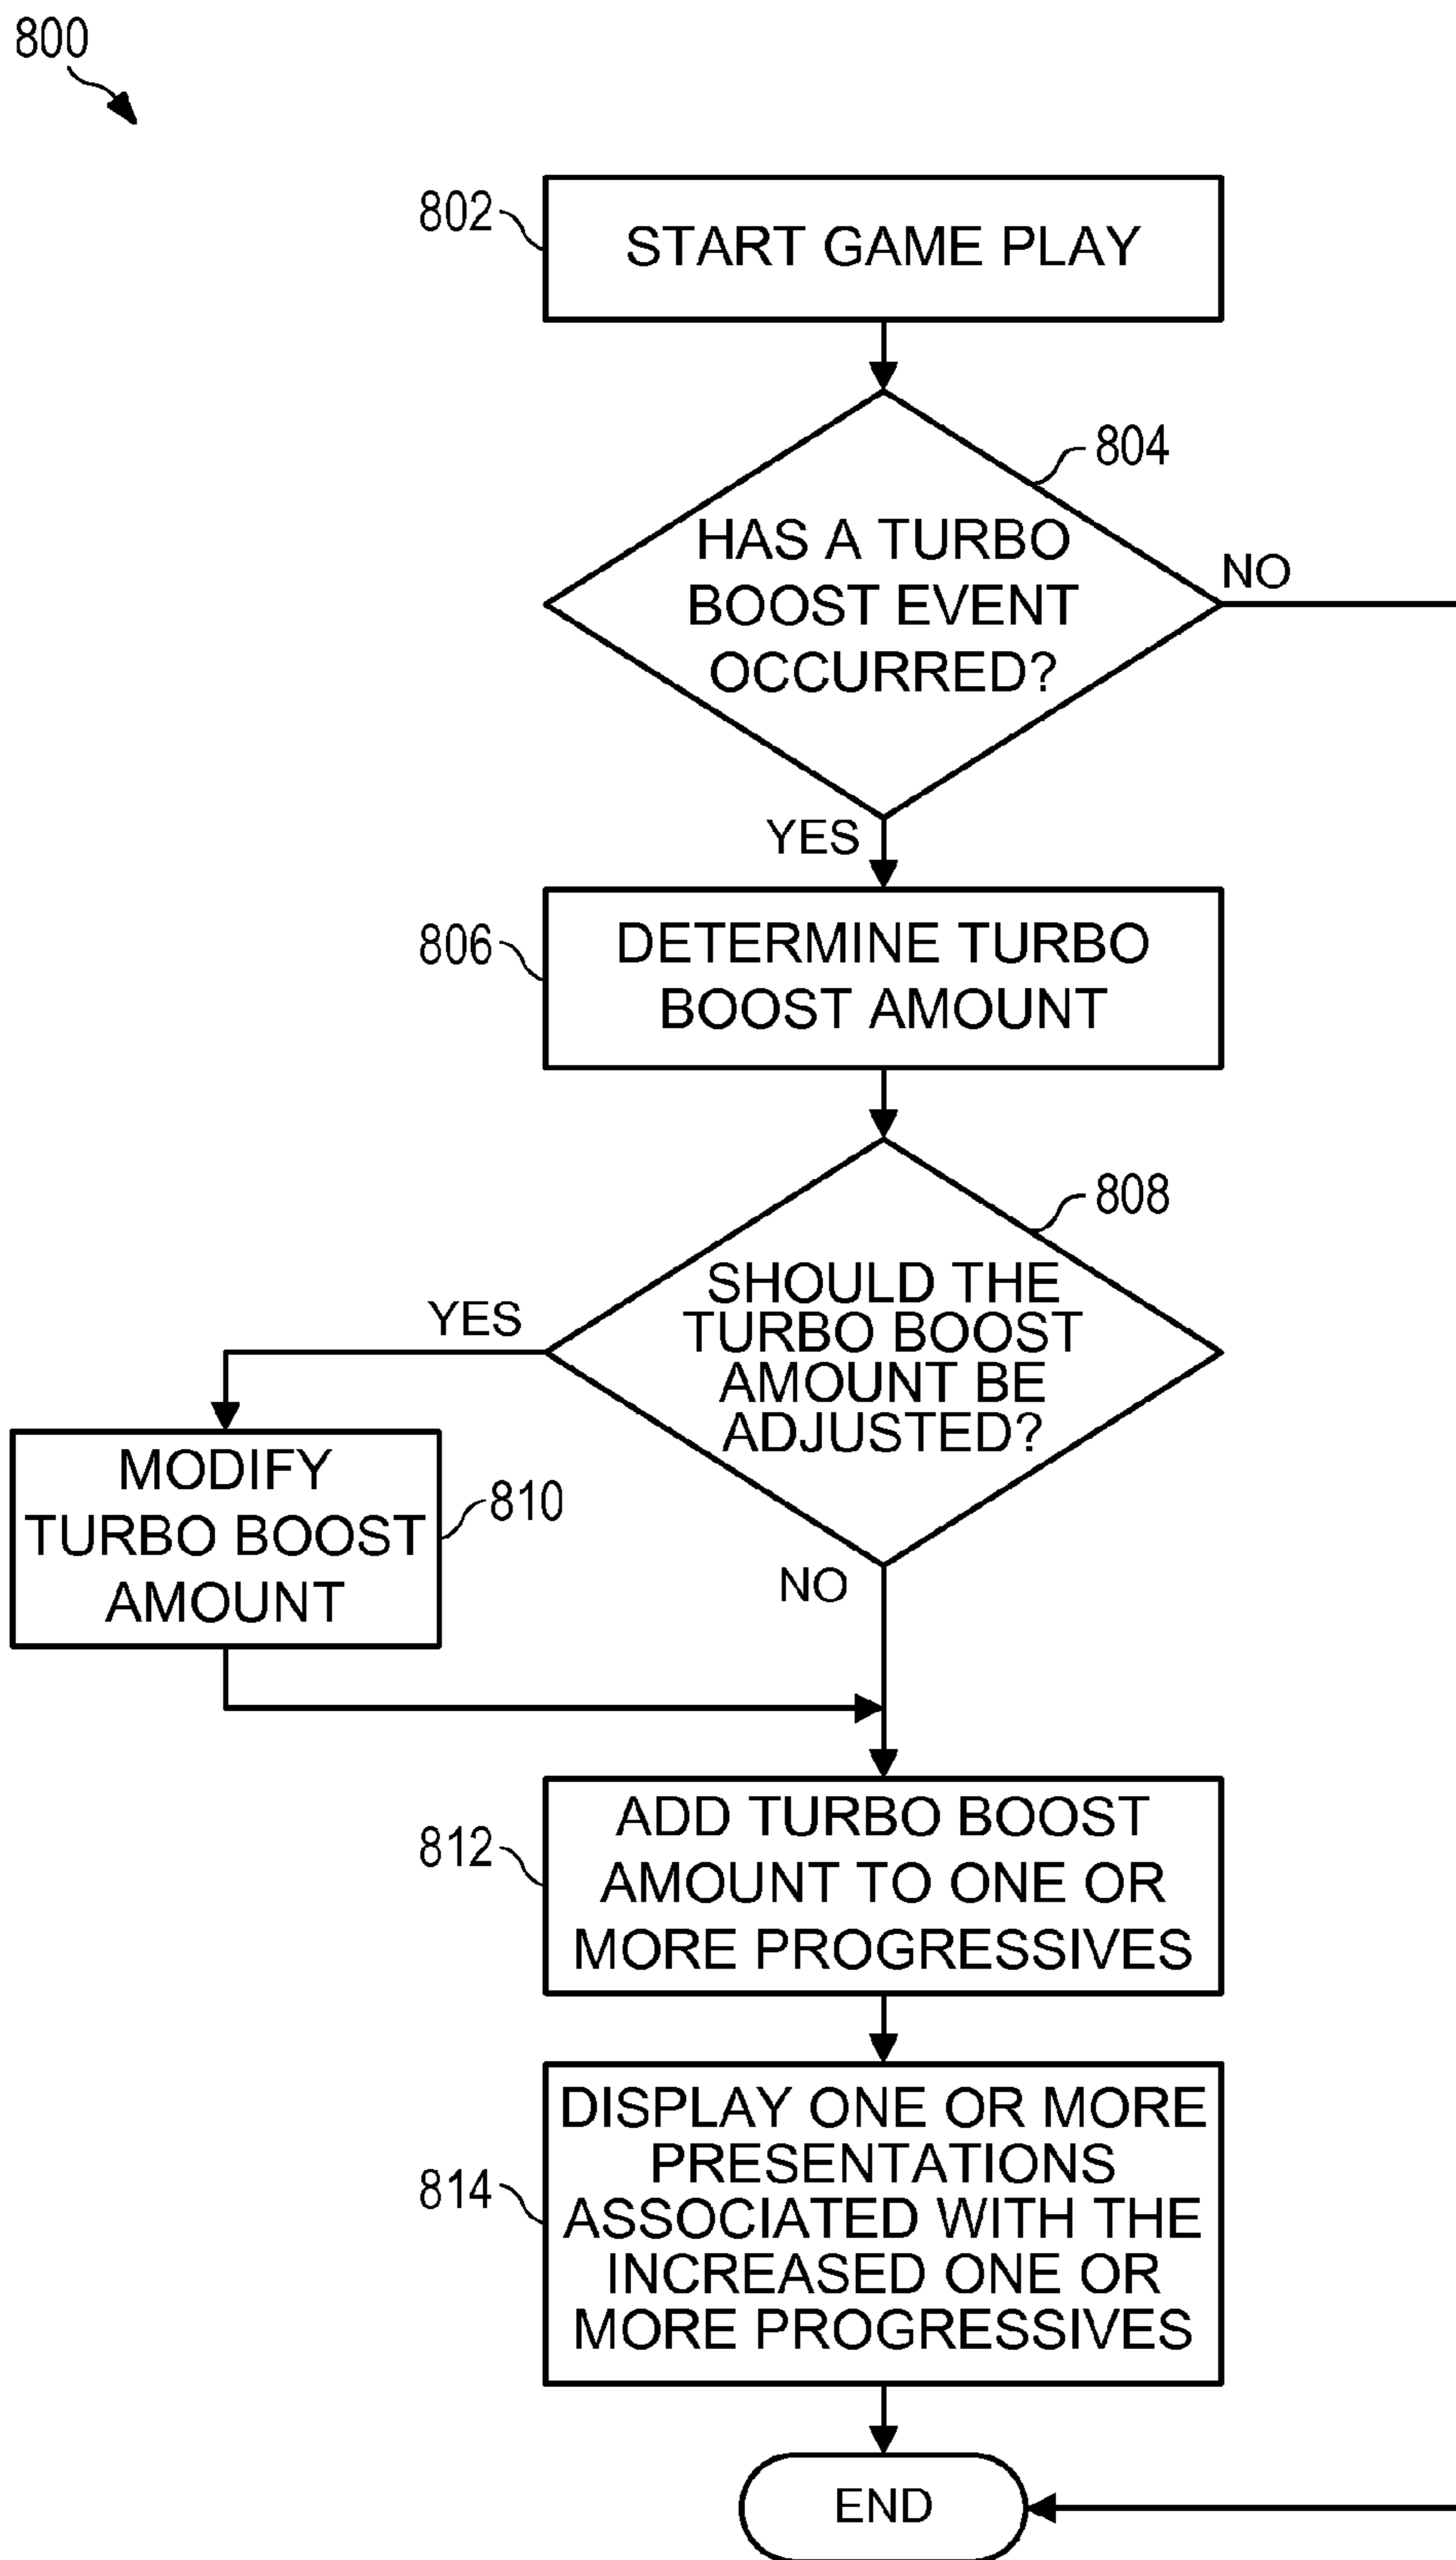 800
802
START GAME PLAY
804
HAS A TURBO
BOOST EVENT
OCCURRED?
NO
YES
806
DETERMINE TURBO
BOOST AMOUNT
808
SHOULD THE
TURBO BOOST
AMOUNT BE
ADJUSTED?
YES
MODIFY
TURBO BOOST
AMOUNT
810
NO
812
ADD TURBO BOOST
AMOUNT TO ONE OR
MORE PROGRESSIVES
814
DISPLAY ONE OR MORE
PRESENTATIONS
ASSOCIATED WITH THE
INCREASED ONE OR
MORE PROGRESSIVES
END